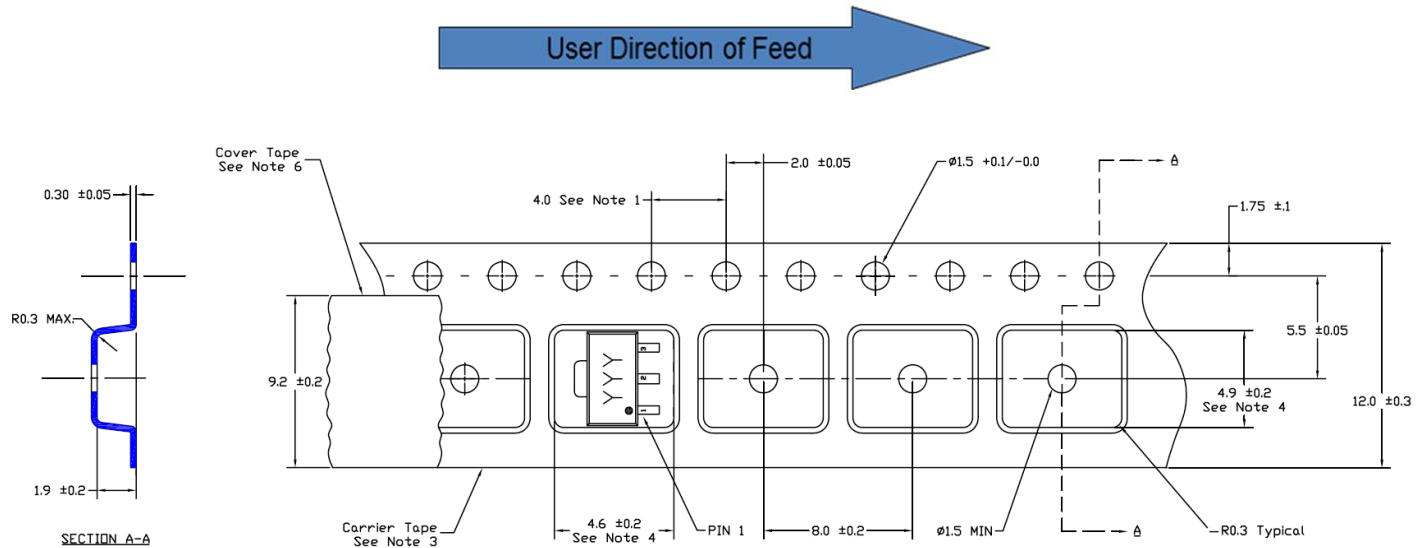 User Direction of Feed
Cover Tape
See Note 6
2.0 ±0.05
ø1.5 +0.1/-0.0
A
0.30 ±0.05
4.0 See Note 1
1.75 ±.1
R0.3 MAX.
5.5 ±0.05
9.2 ±0.2
YYY
3
2
1
4.9 ±0.2
See Note 4
12.0 ±0.3
1.9 ±0.2
SECTION A-A
Carrier Tape
See Note 3
4.6 ±0.2
See Note 4
PIN 1
8.0 ±0.2
ø1.5 MIN
A
R0.3 Typical